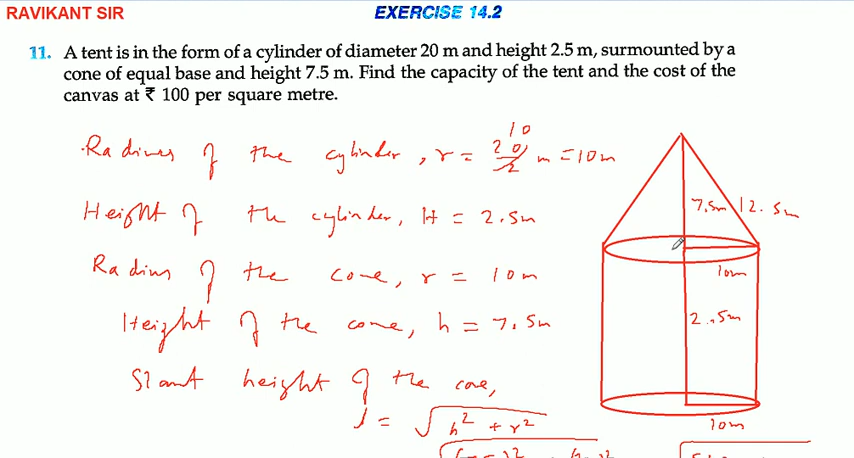 RAVIKANT SIR
EXERCISE 14.2
11. A tent is in the form of a cylinder of diameter 20 m and height 2.5 m, surmounted by a
cone of equal base and height 7.5 m. Find the capacity of the tent and the cost of the
canvas at ₹ 100 per square metre.
Radius of the cylinder, r = 20/2 m = 10m
10
Height of the cylinder, H = 2.5m
7.5m 12.5m
Radius of the cone, r = 10m
10m
Height of the cone, h = 7.5m
2.5m
Slant height of the cone,
l = √h² + r²
10m